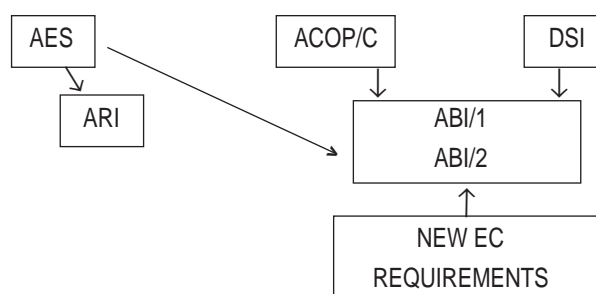 AES
ACOP/C
DSI
ARI
ABI/1
ABI/2
NEW EC
REQUIREMENTS